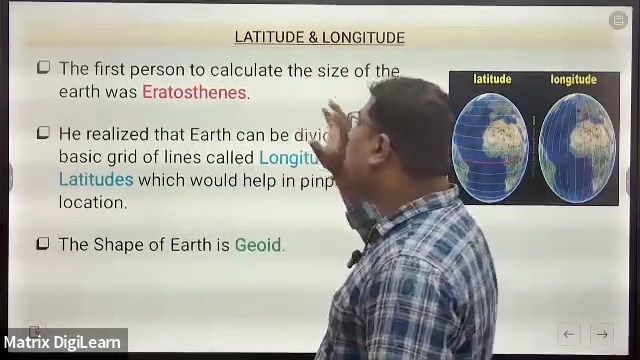 LATITUDE & LONGITUDE
The first person to calculate the size of the
earth was Eratosthenes.
He realized that Earth can be
basic grid of lines called
Latitudes which would help in
location.
The Shape of Earth is Geoid.
latitude
longitude
Matrix DigiLearn